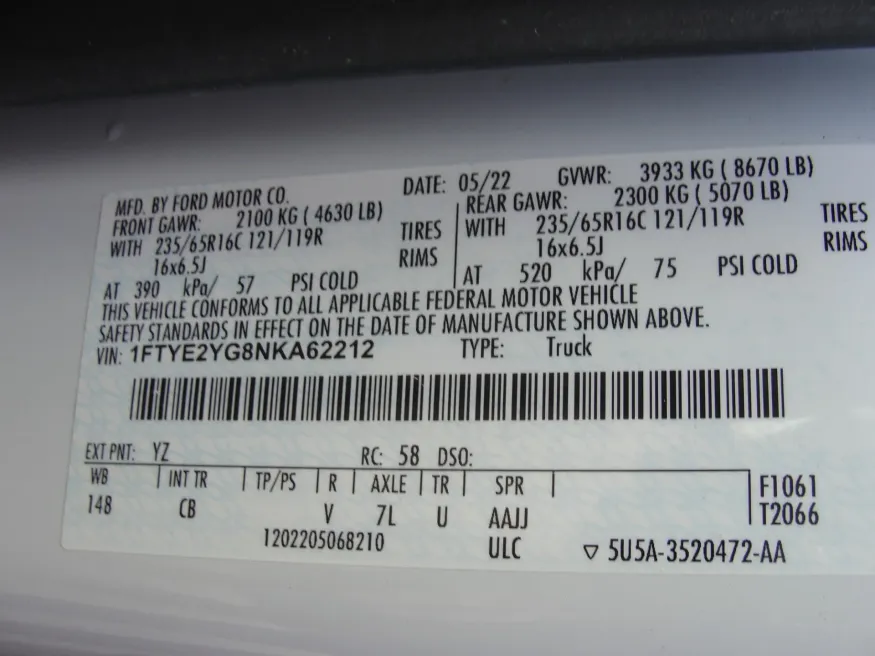 MFD. BY FORD MOTOR CO. DATE: 05/22 GVWR: 3933 KG ( 8670 LB)
FRONT GAWR: 2100 KG ( 4630 LB) REAR GAWR: 2300 KG ( 5070 LB)
WITH 235/65R16C 121/119R TIRES WITH 235/65R16C 121/119R TIRES
16x6.5J RIMS 16x6.5J RIMS
AT 390 kPa/ 57 PSI COLD AT 520 kPa/ 75 PSI COLD
THIS VEHICLE CONFORMS TO ALL APPLICABLE FEDERAL MOTOR VEHICLE
SAFETY STANDARDS IN EFFECT ON THE DATE OF MANUFACTURE SHOWN ABOVE.
VIN: 1FTYE2YG8NKA62212 TYPE: Truck
EXT PNT: YZ RC: 58 DSO:
WB INT TR TP/PS R AXLE TR SPR F1061
148 CB V 7L U AAJJ T2066
1202205068210 ULC ▽ 5U5A-3520472-AA